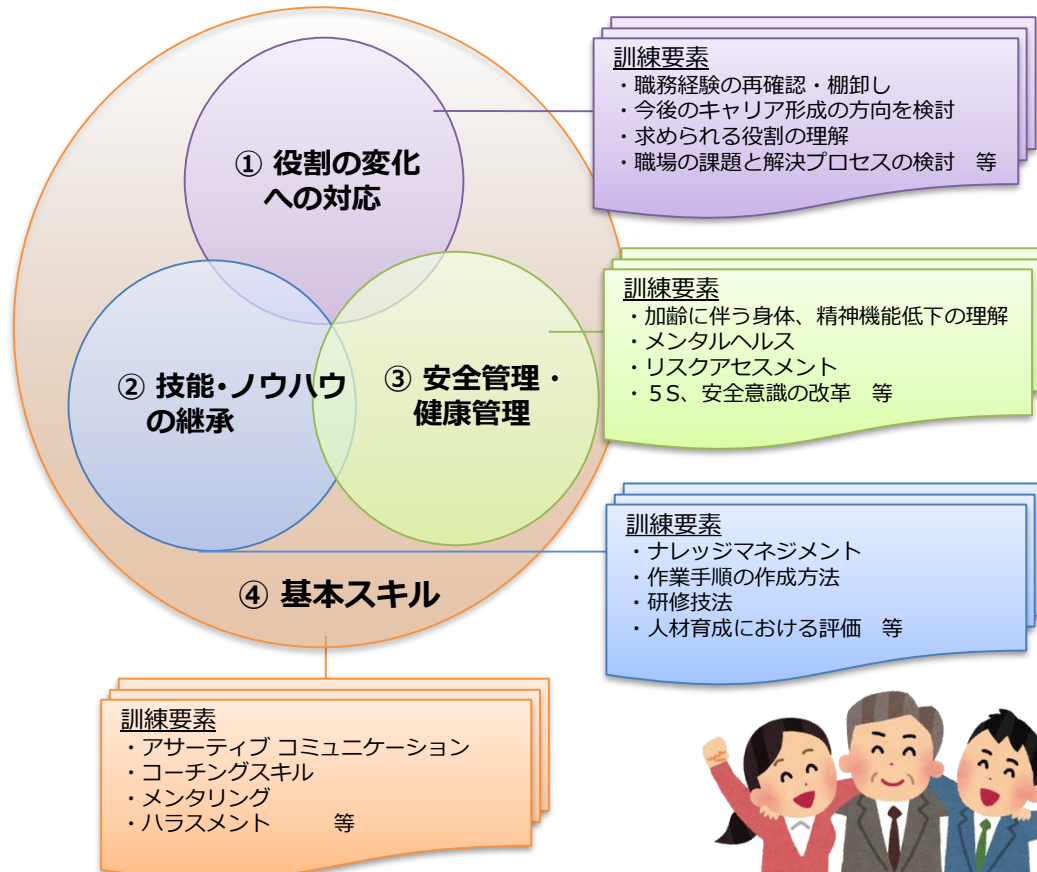 ① 役割の変化
への対応
② 技能・ノウハウ
の継承
③ 安全管理・
健康管理
④ 基本スキル
訓練要素
・職務経験の再確認・棚卸し
・今後のキャリア形成の方向を検討
・求められる役割の理解
・職場の課題と解決プロセスの検討　等
訓練要素
・加齢に伴う身体、精神機能低下の理解
・メンタルヘルス
・リスクアセスメント
・５S、安全意識の改革　等
訓練要素
・ナレッジマネジメント
・作業手順の作成方法
・研修技法
・人材育成における評価　等
訓練要素
・アサーティブ コミュニケーション
・コーチングスキル
・メンタリング
・ハラスメント　　　等